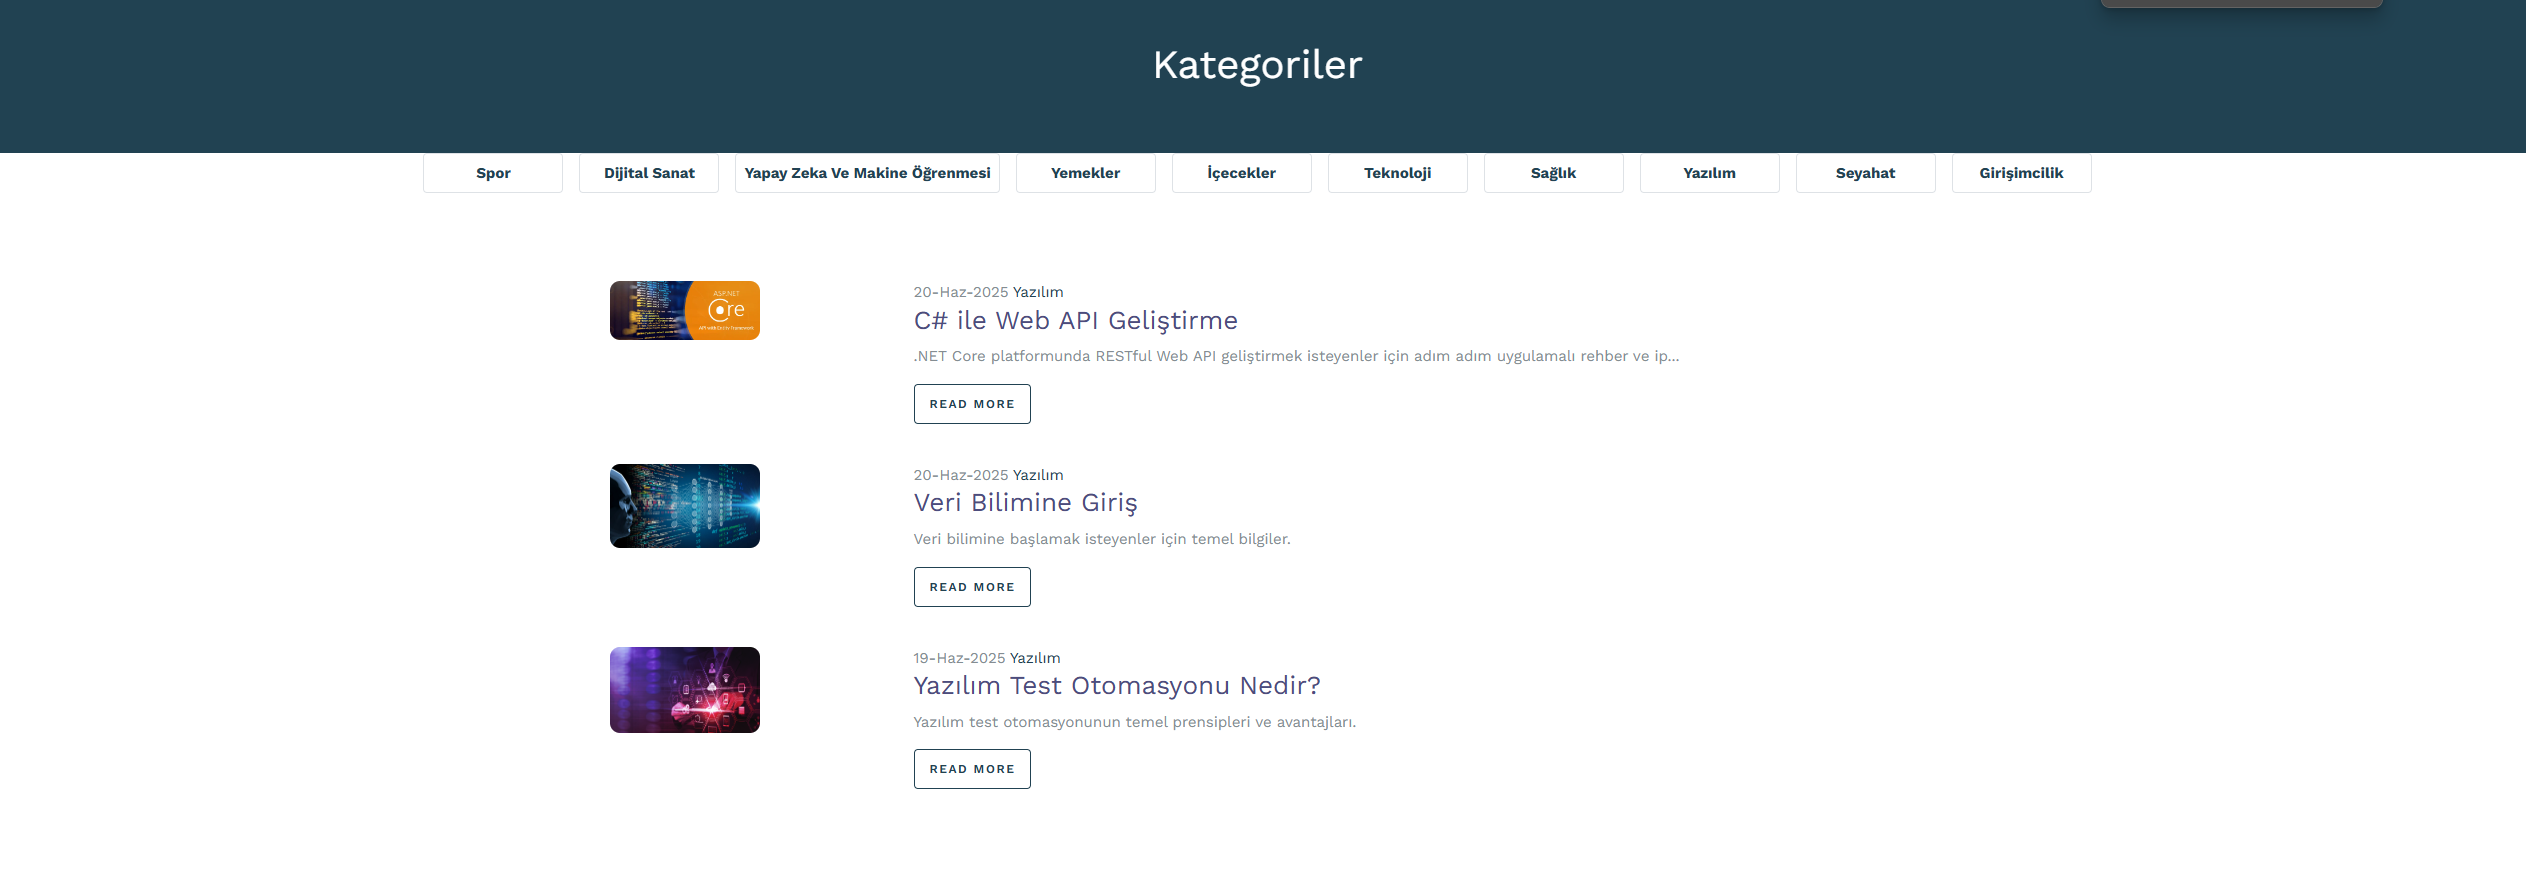 Kategoriler
Spor
Dijital Sanat
Yapay Zeka Ve Makine Öğrenmesi
Yemekler
İçecekler
Teknoloji
Sağlık
Yazılım
Seyahat
Girişimcilik
ASP.NET
Core
API with Entity Framework
20-Haz-2025 Yazılım
C# ile Web API Geliştirme
.NET Core platformunda RESTful Web API geliştirmek isteyenler için adım adım uygulamalı rehber ve ip...
READ MORE
20-Haz-2025 Yazılım
Veri Bilimine Giriş
Veri bilimine başlamak isteyenler için temel bilgiler.
READ MORE
19-Haz-2025 Yazılım
Yazılım Test Otomasyonu Nedir?
Yazılım test otomasyonunun temel prensipleri ve avantajları.
READ MORE